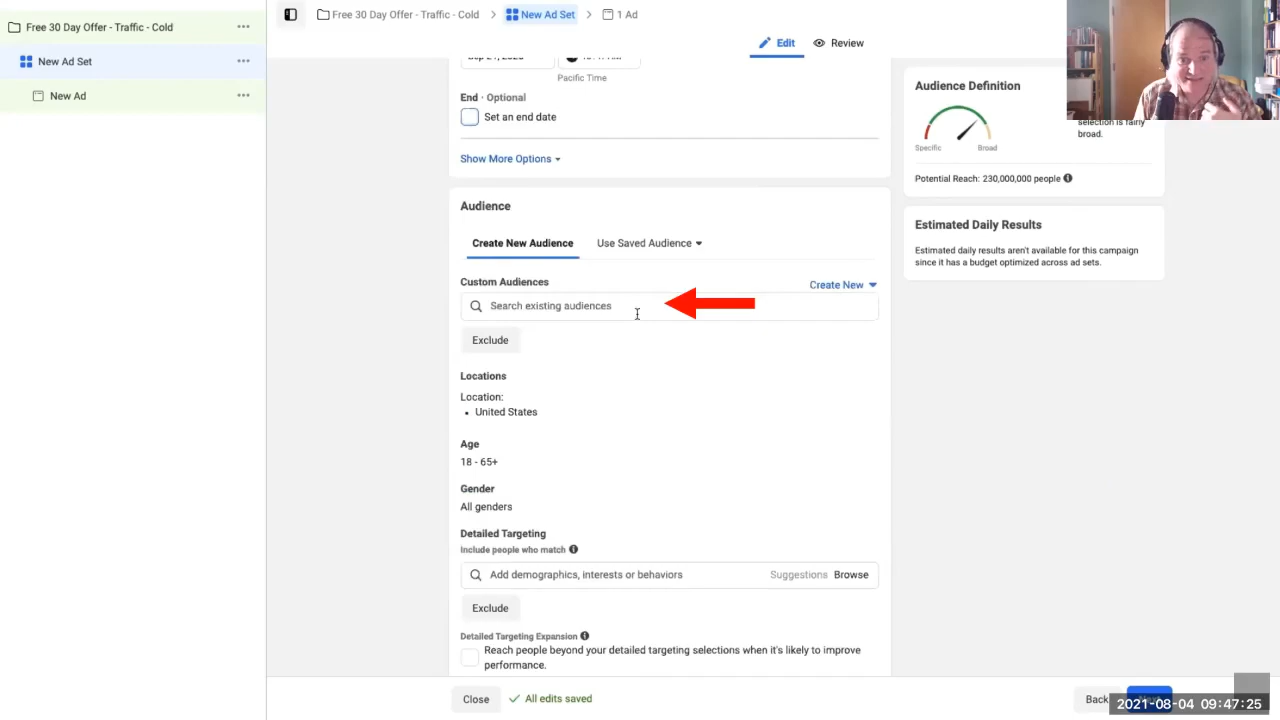 Free 30 Day Offer - Traffic - Cold
New Ad Set
New Ad
Free 30 Day Offer - Traffic - Cold
New Ad Set
1 Ad
Edit
Review
Pacific Time
End · Optional
Set an end date
Show More Options
Audience
Create New Audience
Use Saved Audience
Custom Audiences
Create New
Search existing audiences
Exclude
Locations
Location:
• United States
Age
18 - 65+
Gender
All genders
Detailed Targeting
Include people who match
Add demographics, interests or behaviors
Suggestions
Browse
Exclude
Detailed Targeting Expansion
Reach people beyond your detailed targeting selections when it's likely to improve
performance.
Close
All edits saved
Back
Audience Definition
selection is fairly
broad.
Specific
Broad
Potential Reach: 230,000,000 people
Estimated Daily Results
Estimated daily results aren't available for this campaign
since it has a budget optimized across ad sets.
2021-08-04 09:47:25